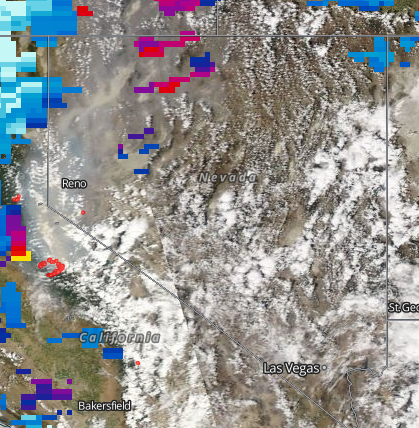 Reno
Nevada
California
St.Geo
Las Vegas
Bakersfield